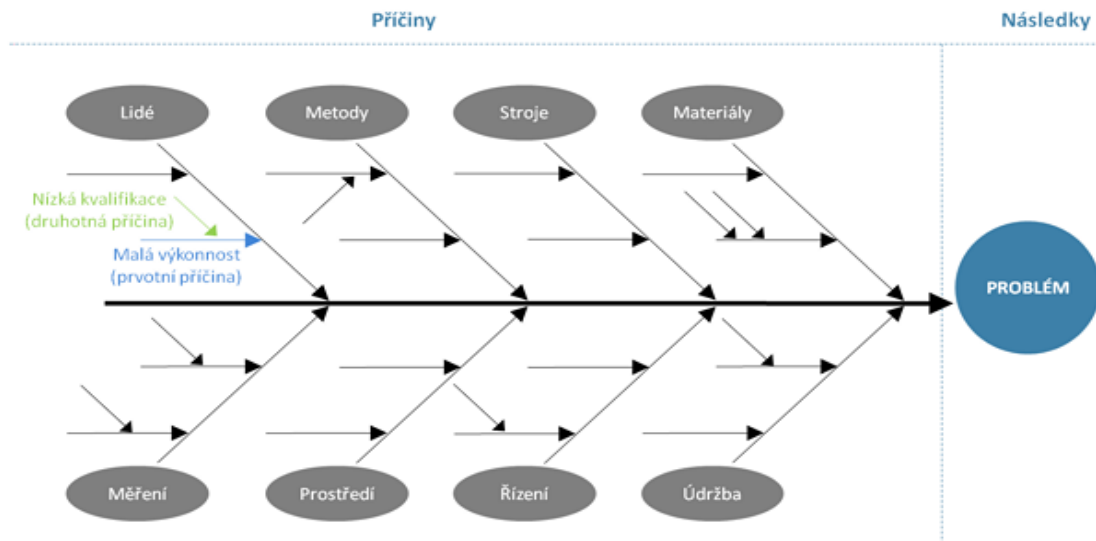 Příčiny
Následky
Lidé
Metody
Stroje
Materiály
Nízká kvalifikace
(druhotná příčina)
Malá výkonnost
(prvotní příčina)
PROBLÉM
Měření
Prostředí
Řízení
Údržba